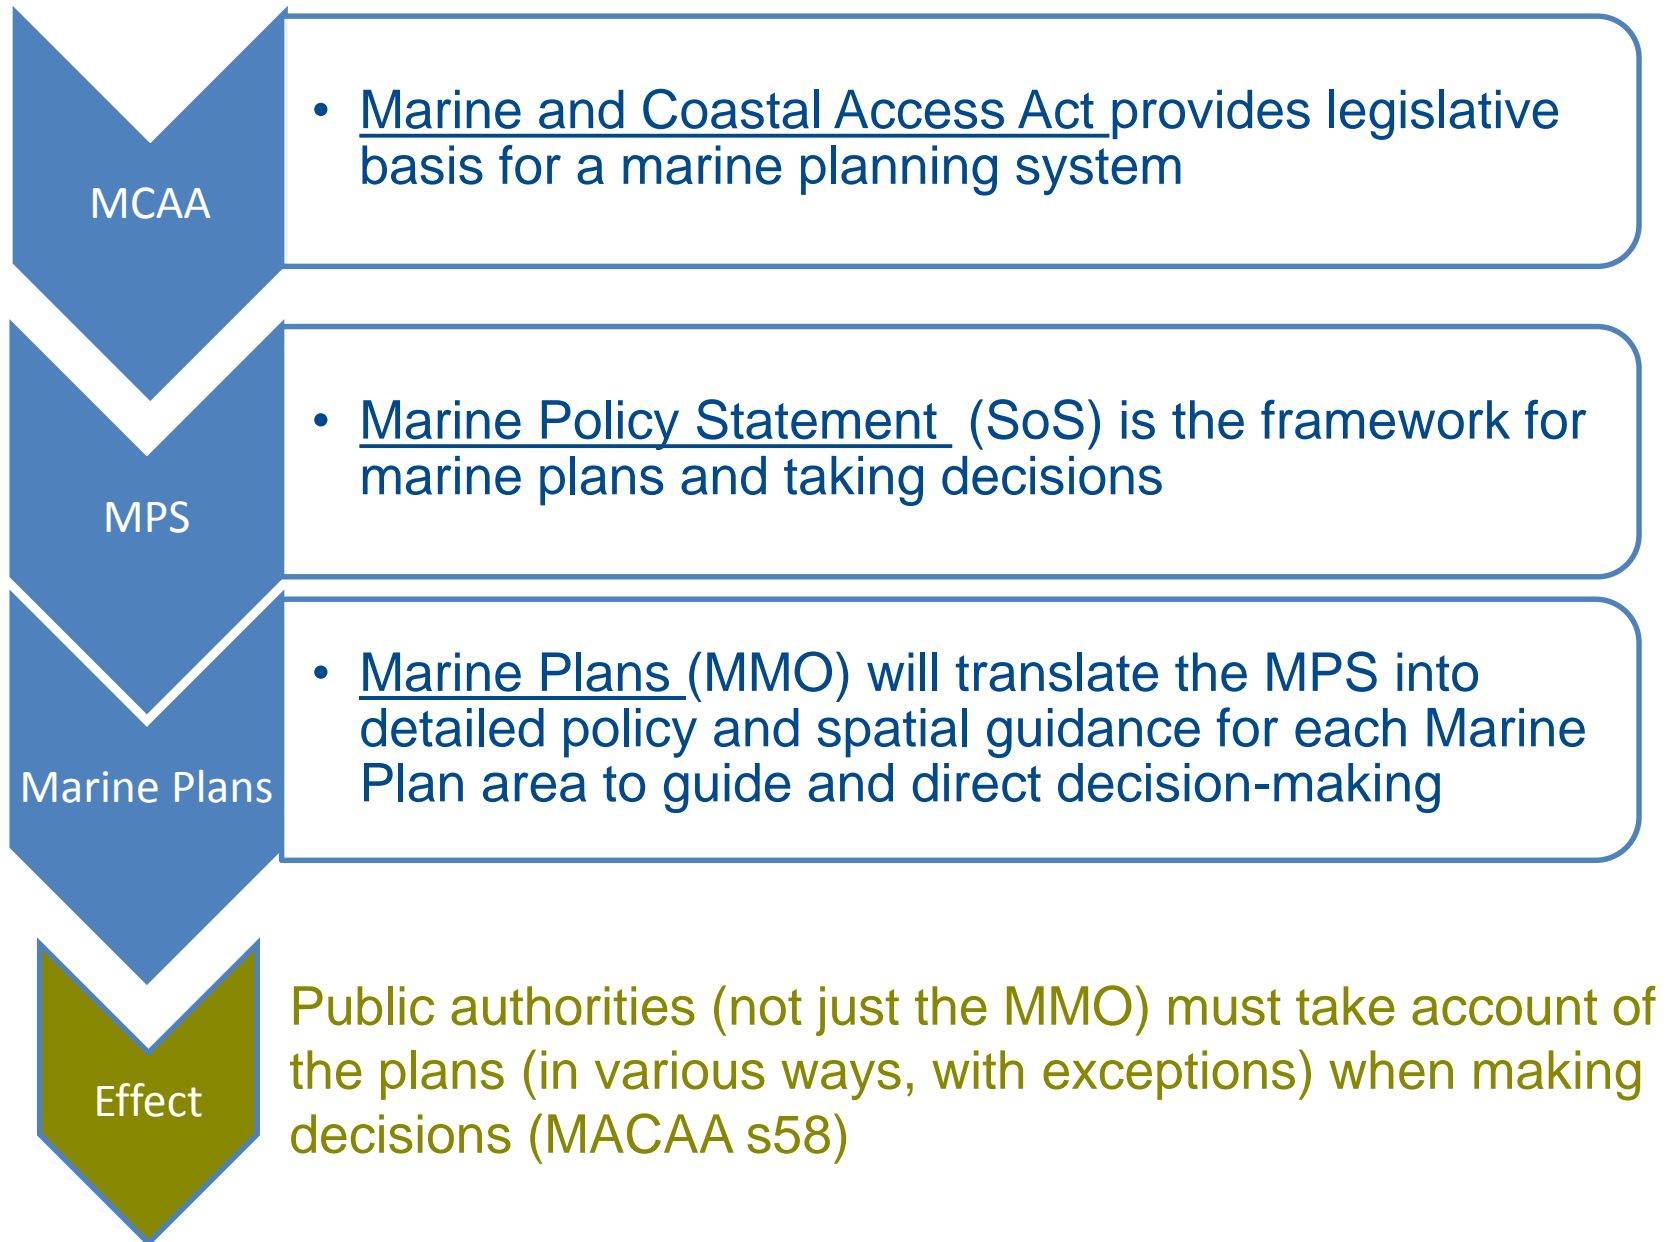 MCAA
• Marine and Coastal Access Act provides legislative
basis for a marine planning system
MPS
• Marine Policy Statement (SoS) is the framework for
marine plans and taking decisions
Marine Plans
• Marine Plans (MMO) will translate the MPS into
detailed policy and spatial guidance for each Marine
Plan area to guide and direct decision-making
Effect
Public authorities (not just the MMO) must take account of
the plans (in various ways, with exceptions) when making
decisions (MACAA s58)